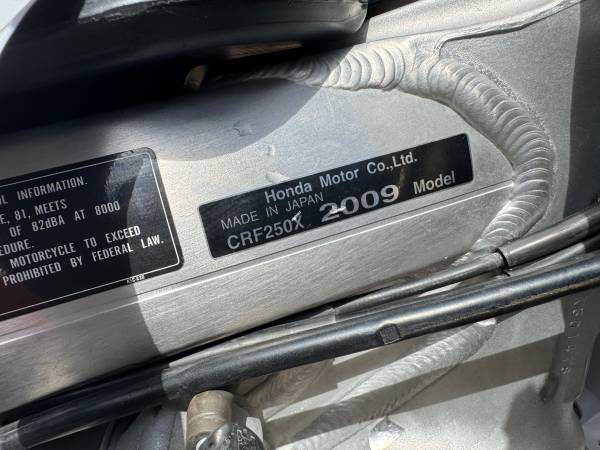 IL INFORMATION.
E, 81, MEETS
OF 82dBA AT 8000
EDURE.
MOTORCYCLE TO EXCEED
PROHIBITED BY FEDERAL LAW.
Honda Motor Co.,Ltd.
MADE IN JAPAN
CRF250X 2009 Model